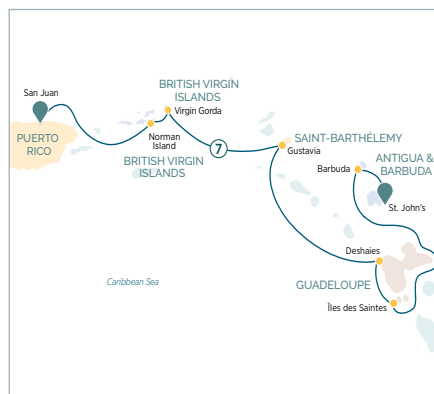 San Juan
PUERTO
RICO
BRITISH VIRGIN
ISLANDS
Virgin Gorda
Norman
Island
BRITISH VIRGIN
ISLANDS
7
SAINT-BARTHÉLEMY
Gustavia
ANTIGUA &
BARBUDA
Barbuda
St. John's
Deshaies
GUADELOUPE
Îles des Saintes
Caribbean Sea